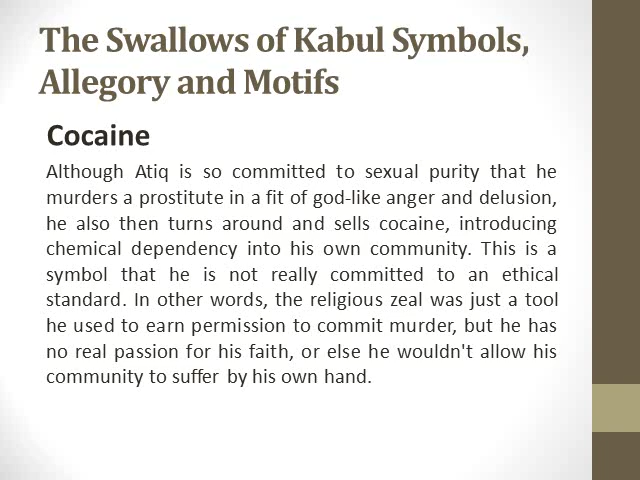 The Swallows of Kabul Symbols,
Allegory and Motifs
Cocaine
Although Atiq is so committed to sexual purity that he
murders a prostitute in a fit of god-like anger and delusion,
he also then turns around and sells cocaine, introducing
chemical dependency into his own community. This is a
symbol that he is not really committed to an ethical
standard. In other words, the religious zeal was just a tool
he used to earn permission to commit murder, but he has
no real passion for his faith, or else he wouldn't allow his
community to suffer by his own hand.